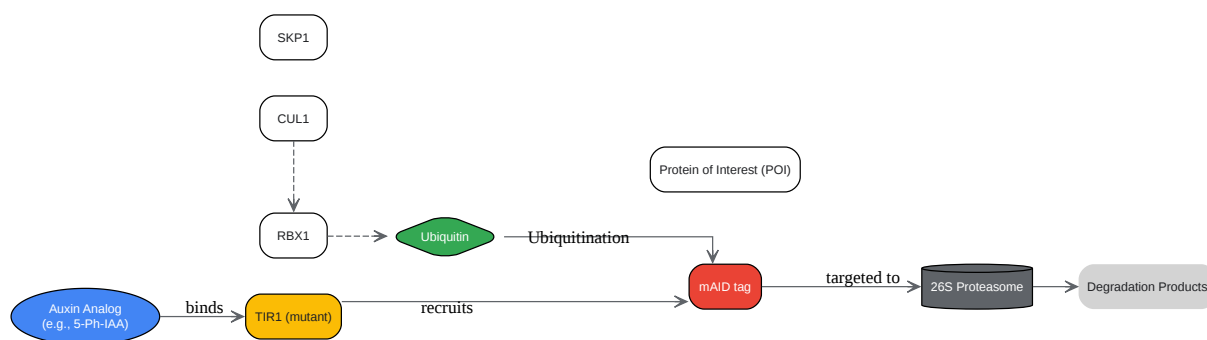 SKP1
CUL1
Protein of Interest (POI)
RBX1
Ubiquitin
Ubiquitination
Auxin Analog
(e.g., 5-Ph-IAA)
binds
TIR1 (mutant)
recruits
mAID tag
targeted to
26S Proteasome
Degradation Products